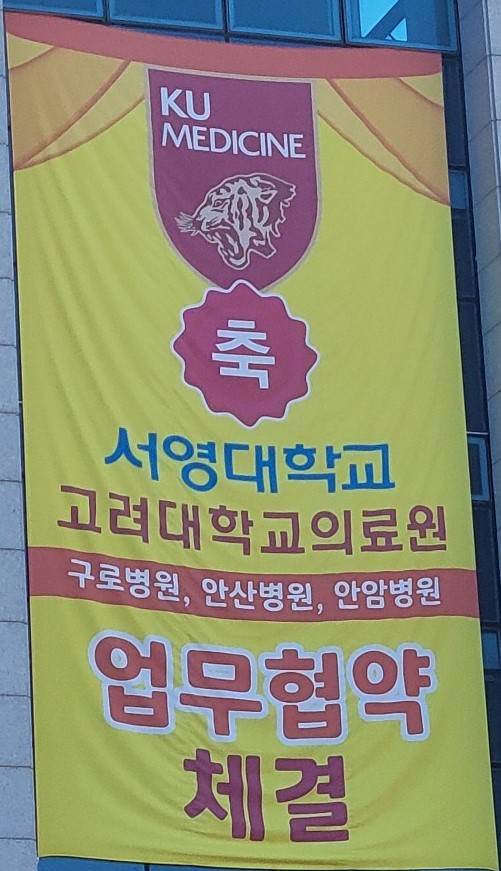 KU
MEDICINE
축
서영대학교
고려대학교의료원
구로병원, 안산병원, 안암병원
업무협약
체결